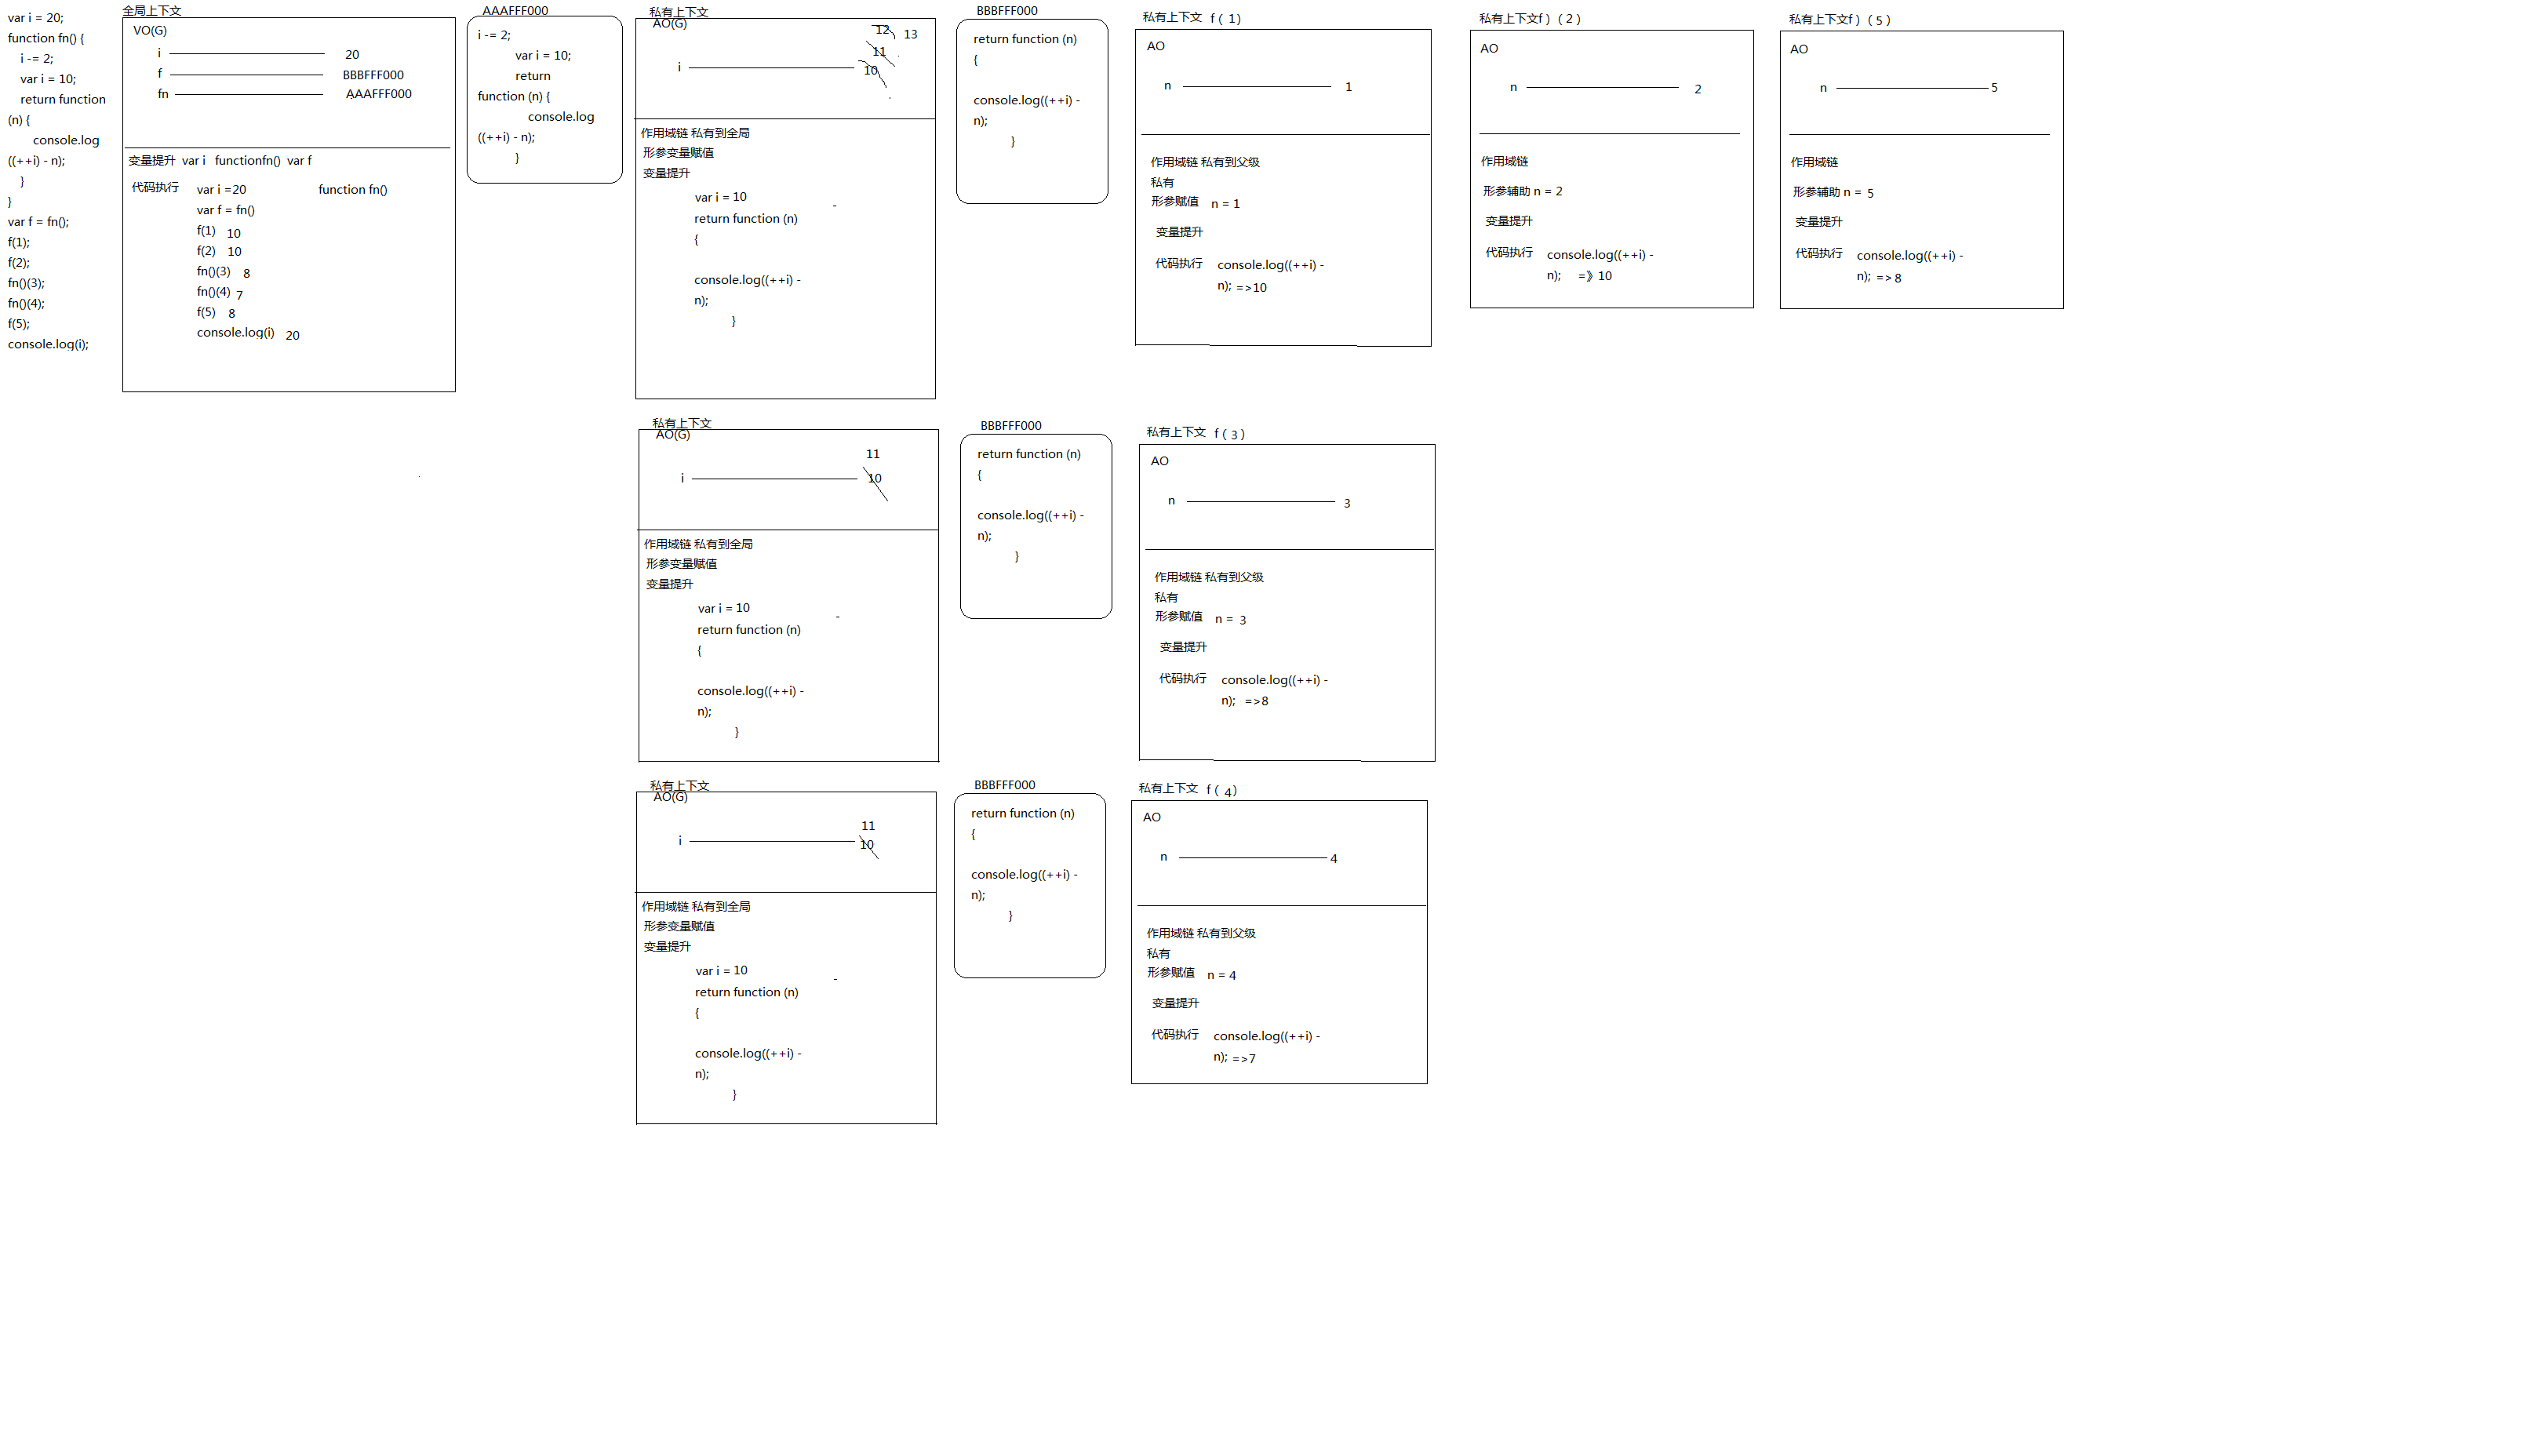 var i = 20;
function fn() {
i -= 2;
var i = 10;
return function
(n) {
console.log
((++i) - n);
}
}
var f = fn();
f(1);
f(2);
fn()(3);
fn()(4);
f(5);
console.log(i);
全局上下文
VO(G)
i 20
f BBBFFF000
fn AAAFFF000
变量提升 var i functionfn() var f
代码执行 var i =20 function fn()
var f = fn()
f(1) 10
f(2) 10
fn()(3) 8
fn()(4) 7
f(5) 8
console.log(i) 20
AAAFFF000
i -= 2;
var i = 10;
return
function (n) {
console.log
((++i) - n);
}
私有上下文
AO(G)
12 13
11
i 10
作用域链 私有到全局
形参变量赋值
变量提升
var i = 10
return function (n)
{
console.log((++i) -
n);
}
BBBFFF000
return function (n)
{
console.log((++i) -
n);
}
私有上下文 f（1）
AO
n 1
作用域链 私有到父级
私有
形参赋值 n = 1
变量提升
代码执行 console.log((++i) -
n); =>10
私有上下文f）（2）
AO
n 2
作用域链
形参辅助 n = 2
变量提升
代码执行 console.log((++i) -
n); =》10
私有上下文f）（5）
AO
n 5
作用域链
形参辅助 n = 5
变量提升
代码执行 console.log((++i) -
n); => 8
私有上下文
AO(G)
11
i 10
作用域链 私有到全局
形参变量赋值
变量提升
var i = 10
return function (n)
{
console.log((++i) -
n);
}
BBBFFF000
return function (n)
{
console.log((++i) -
n);
}
私有上下文 f（3）
AO
n 3
作用域链 私有到父级
私有
形参赋值 n = 3
变量提升
代码执行 console.log((++i) -
n); =>8
私有上下文
AO(G)
11
i 10
作用域链 私有到全局
形参变量赋值
变量提升
var i = 10
return function (n)
{
console.log((++i) -
n);
}
BBBFFF000
return function (n)
{
console.log((++i) -
n);
}
私有上下文 f（4）
AO
n 4
作用域链 私有到父级
私有
形参赋值 n = 4
变量提升
代码执行 console.log((++i) -
n); =>7